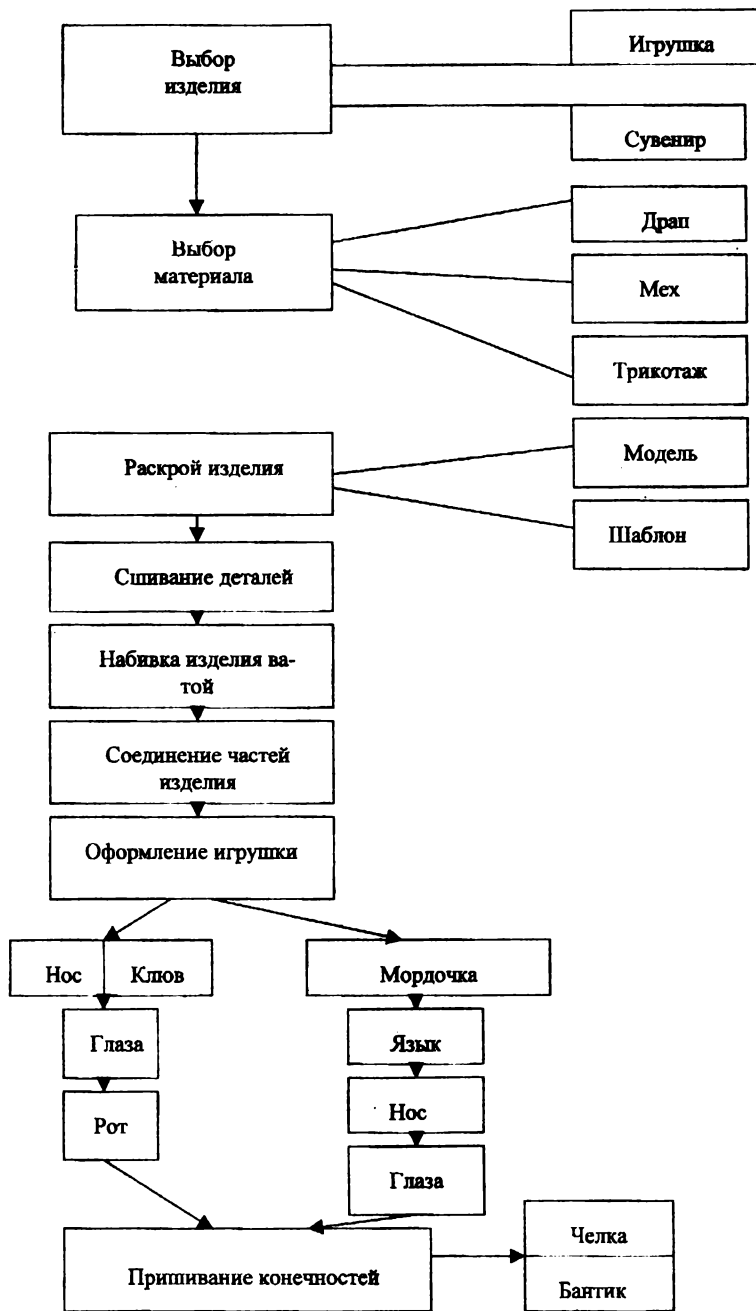 Выбор
изделия
Игрушка
Сувенир
Выбор
материала
Драп
Мех
Трикотаж
Раскрой изделия
Модель
Шаблон
Сшивание деталей
Набивка изделия ва-
той
Соединение частей
изделия
Оформление игрушки
Нос
Клюв
Глаза
Рот
Мордочка
Язык
Нос
Глаза
Пришивание конечностей
Челка
Бантик